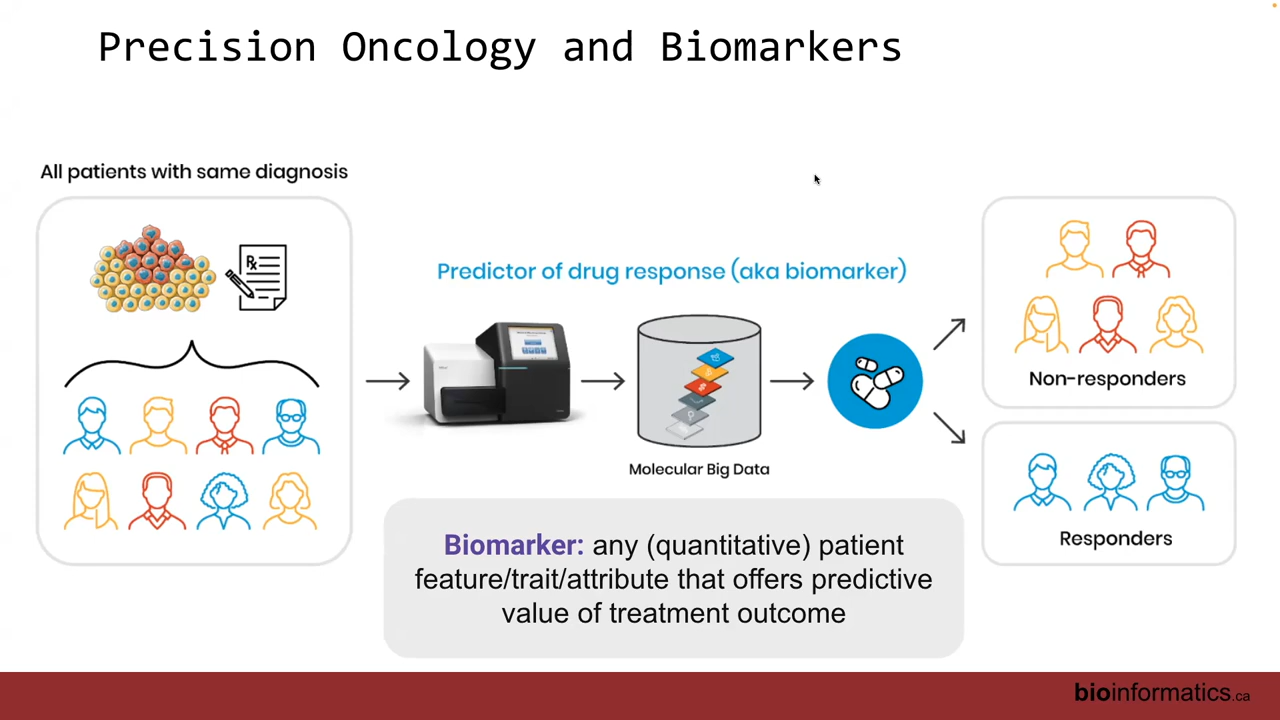 Precision Oncology and Biomarkers
All patients with same diagnosis
Rx
Predictor of drug response (aka biomarker)
Molecular Big Data
Non-responders
Responders
Biomarker: any (quantitative) patient
feature/trait/attribute that offers predictive
value of treatment outcome
bioinformatics.ca